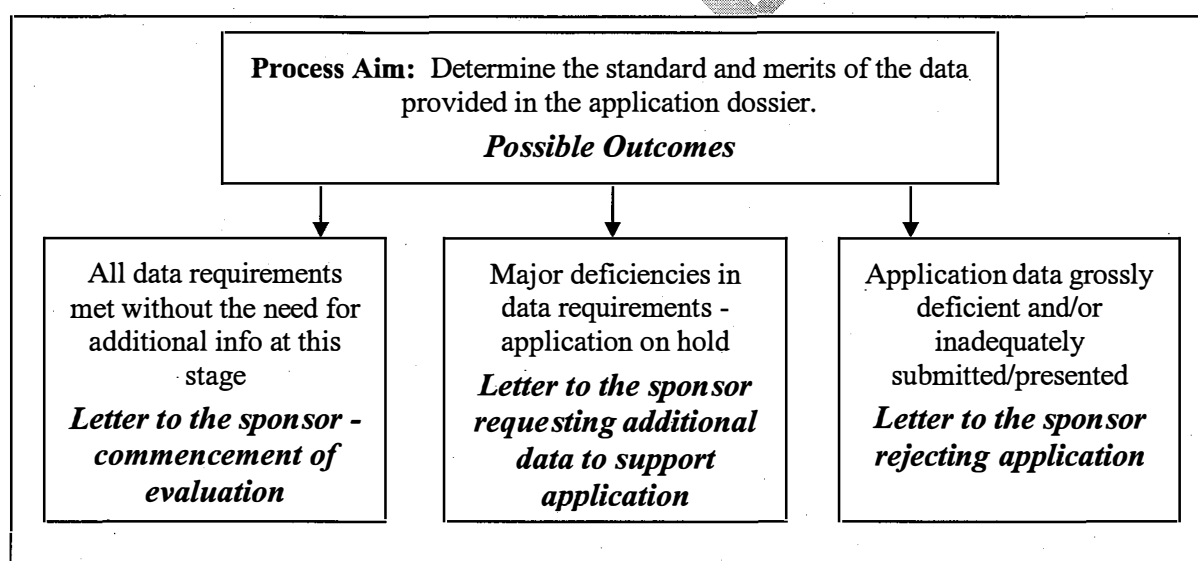 Process Aim: Determine the standard and merits of the data
provided in the application dossier.
Possible Outcomes
All data requirements
met without the need for
additional info at this
stage
Letter to the sponsor -
commencement of
evaluation
Major deficiencies in
data requirements -
application on hold
Letter to the sponsor
requesting additional
data to support
application
Application data grossly
deficient and/or
inadequately
submitted/presented
Letter to the sponsor
rejecting application